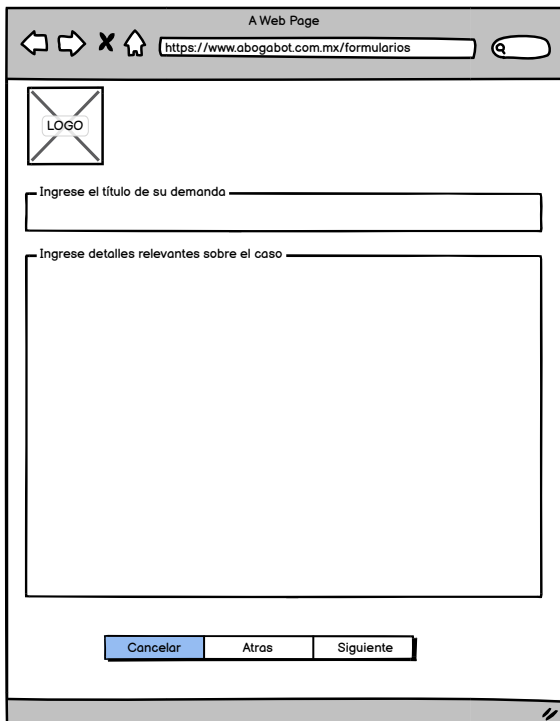 A Web Page
https://www.abogabot.com.mx/formularios
LOGO
Ingrese el título de su demanda
Ingrese detalles relevantes sobre el caso
Cancelar Atras Siguiente